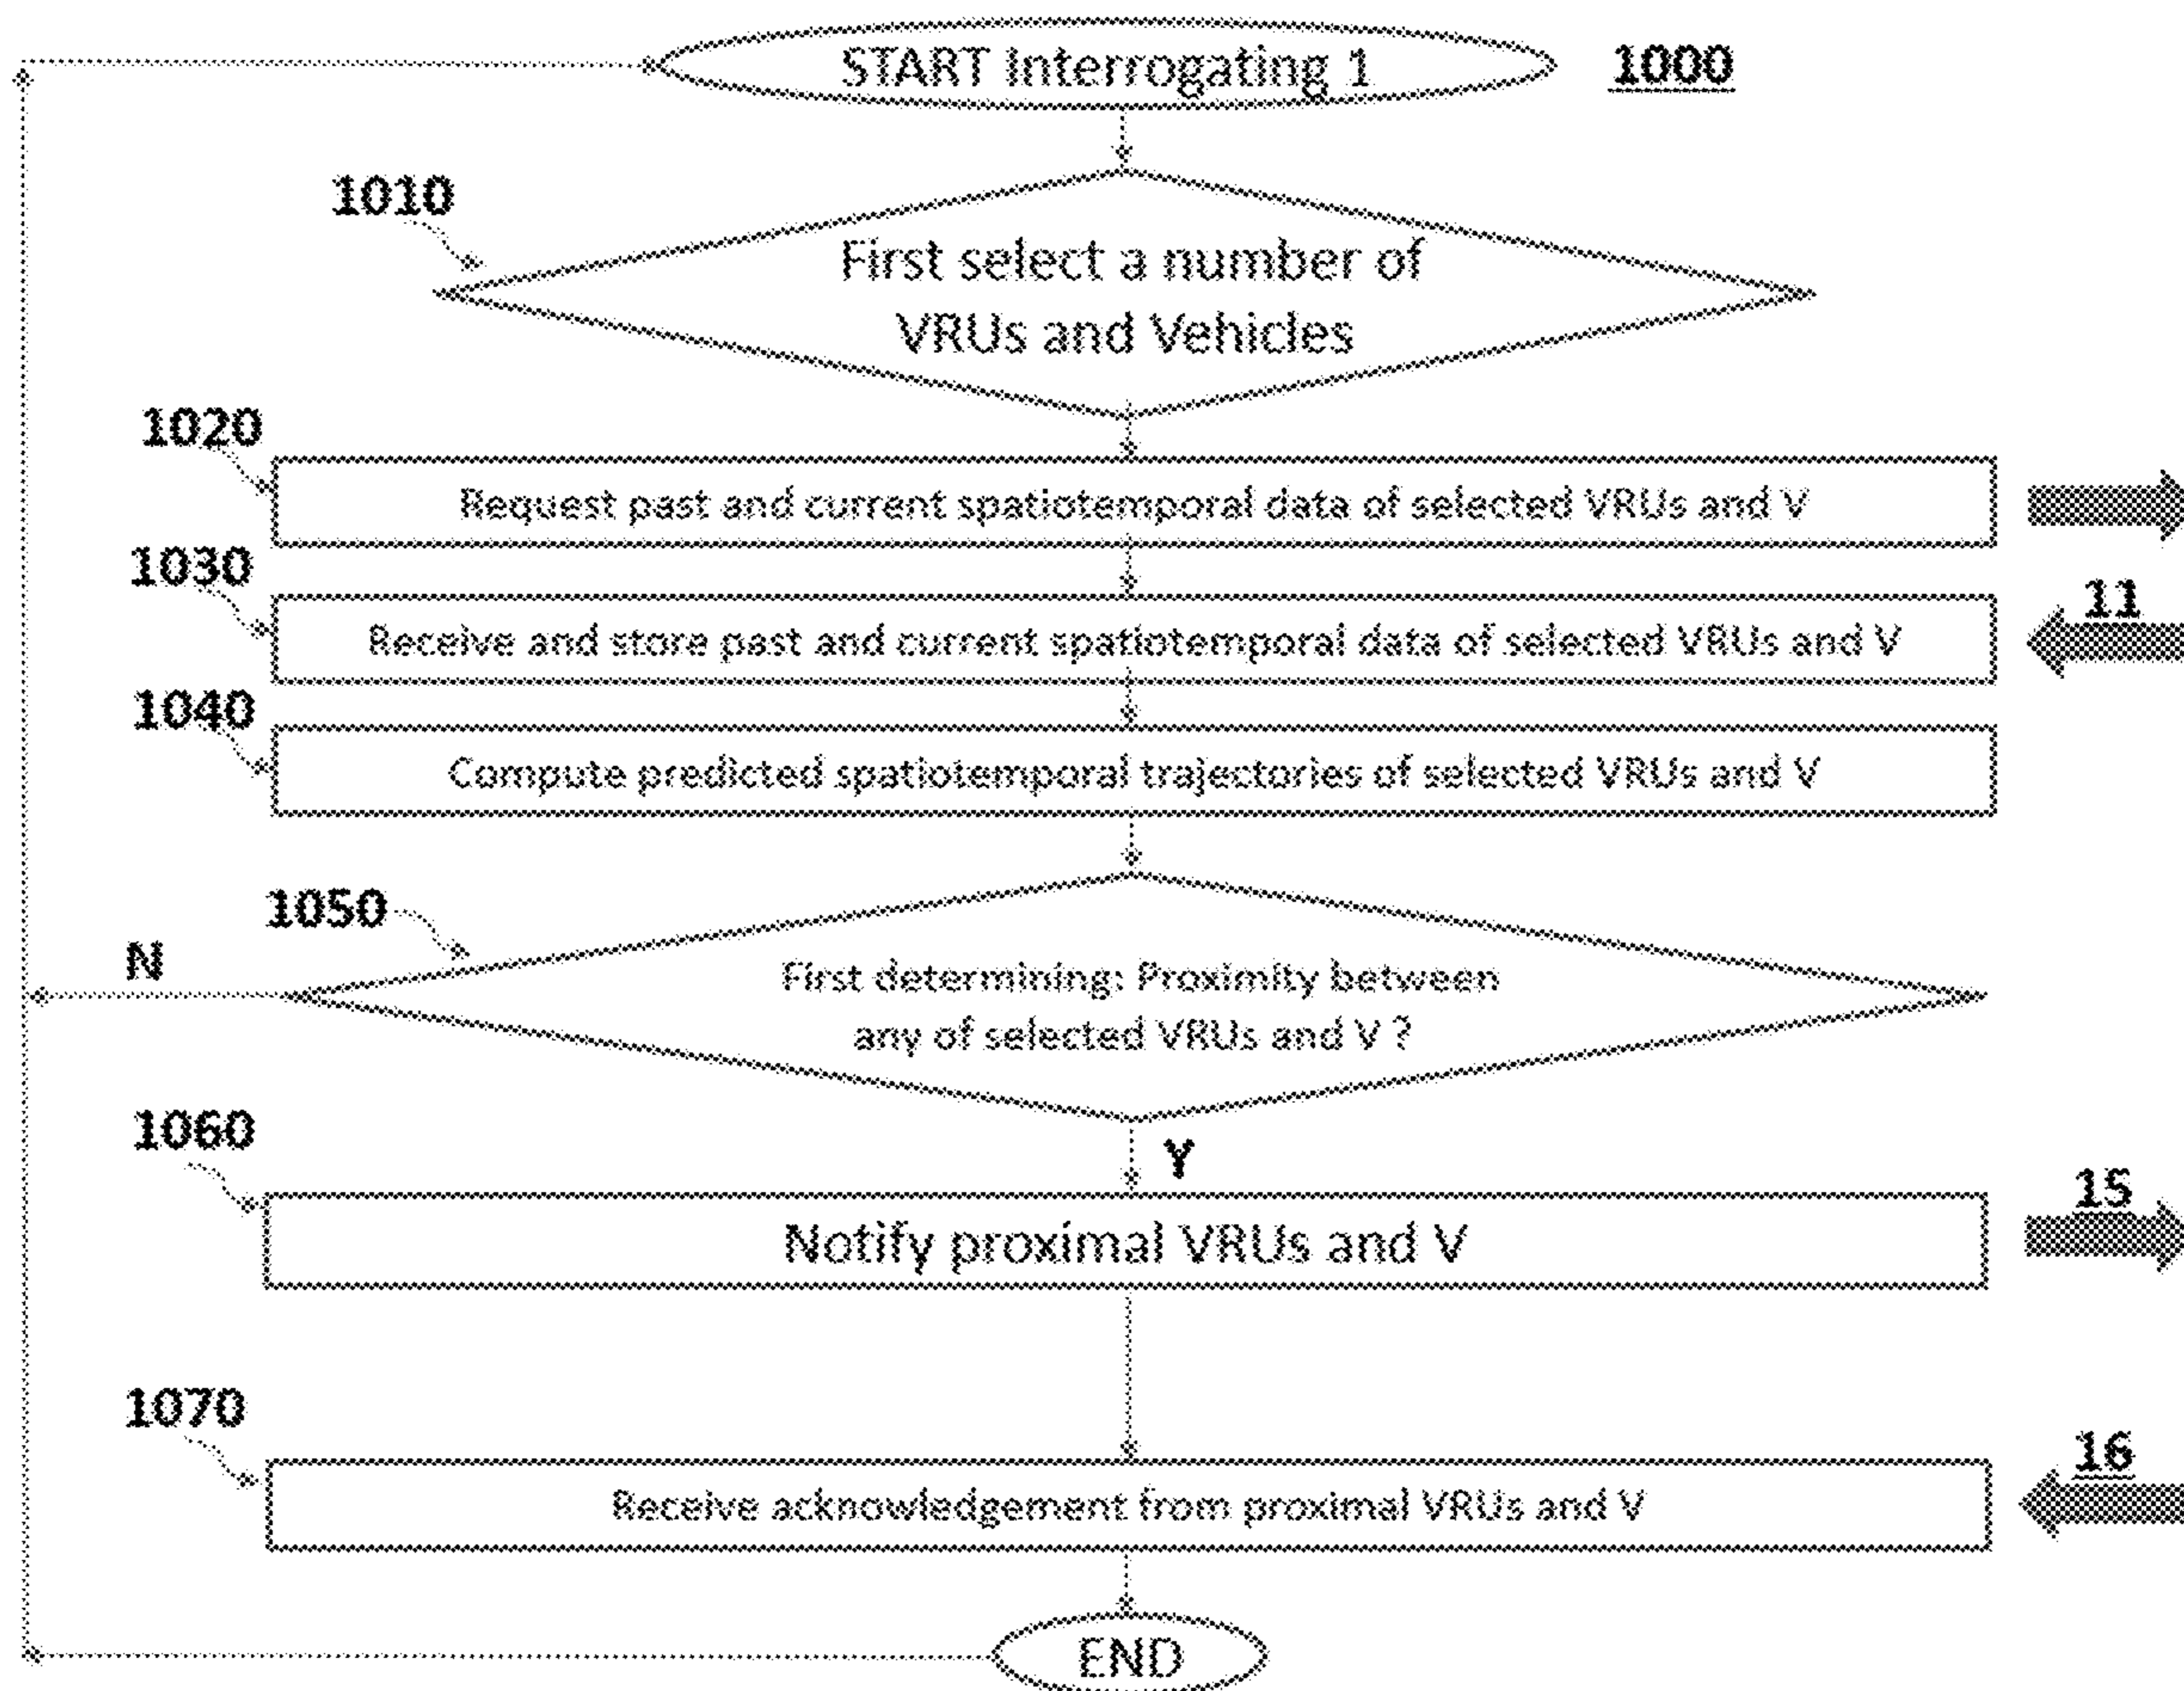 START Interrogating 1
1000
1010
First select a number of
VRUs and Vehicles
1020
Request past and current spatiotemporal data of selected VRUs and V
1030
11
Receive and store past and current spatiotemporal data of selected VRUs and V
1040
Compute predicted spatiotemporal trajectories of selected VRUs and V
1050
N
First determining: Proximity between
any of selected VRUs and V ?
1060
Y
15
Notify proximal VRUs and V
1070
16
Receive acknowledgement from proximal VRUs and V
END